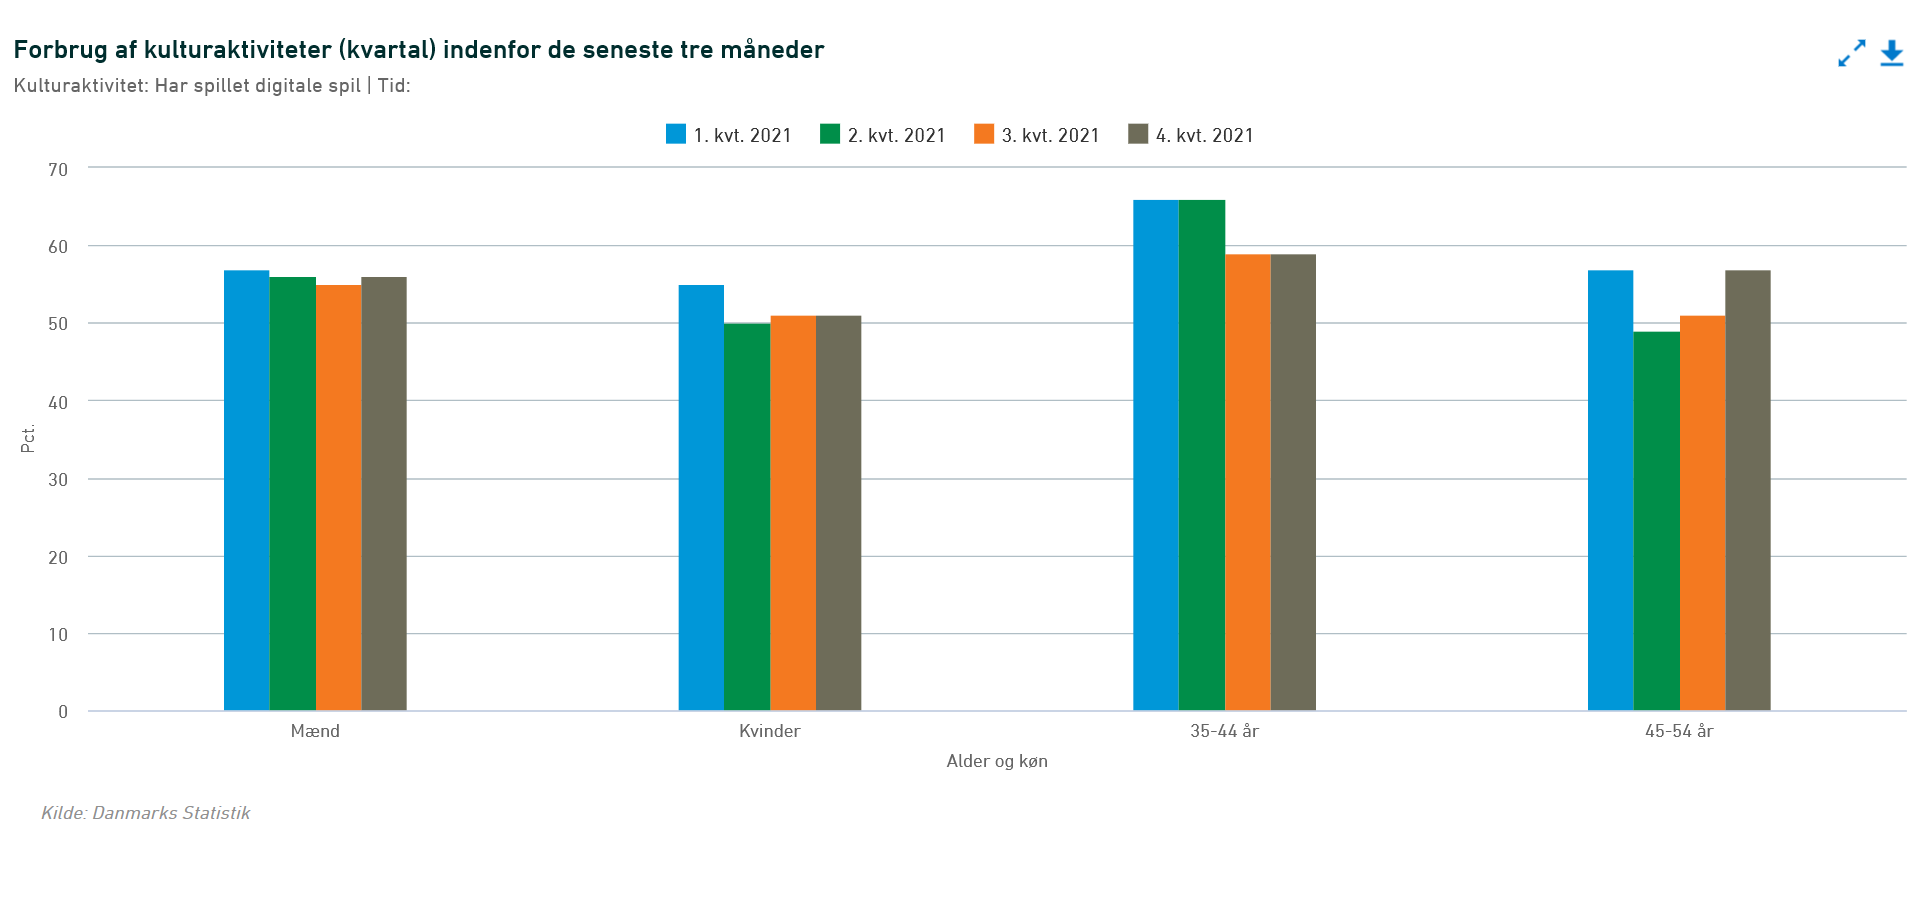 Forbrug af kulturaktiviteter (kvartal) indenfor de seneste tre måneder
Kulturaktivitet: Har spillet digitale spil | Tid:
1. kvt. 2021 2. kvt. 2021 3. kvt. 2021 4. kvt. 2021
70
60
50
40
30
20
10
0
Pct.
Mænd Kvinder 35-44 år 45-54 år
Alder og køn
Kilde: Danmarks Statistik